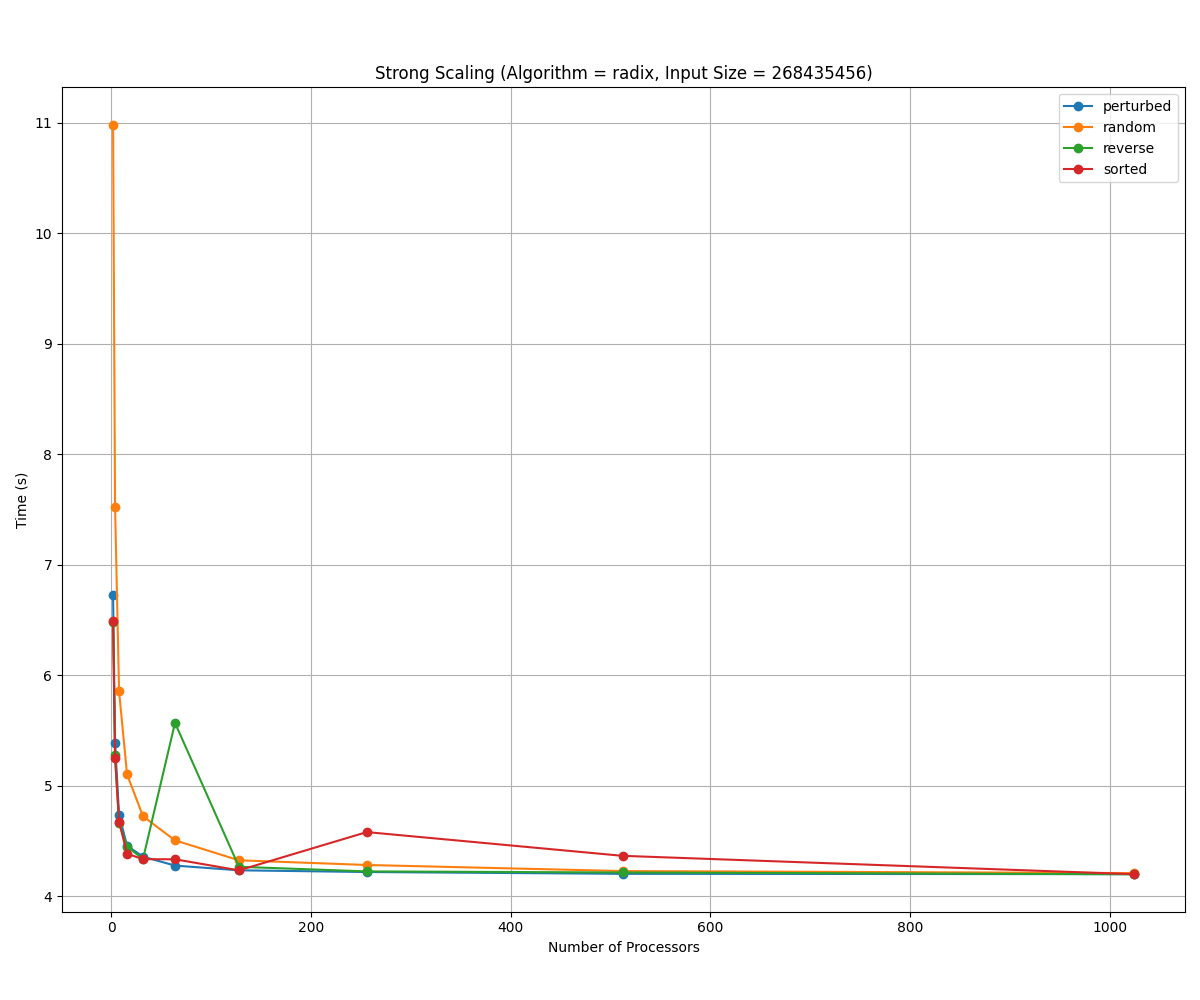 Strong Scaling (Algorithm = radix, Input Size = 268435456)
perturbed
random
reverse
sorted
11
10
9
8
7
6
5
4
Time (s)
0 200 400 600 800 1000
Number of Processors